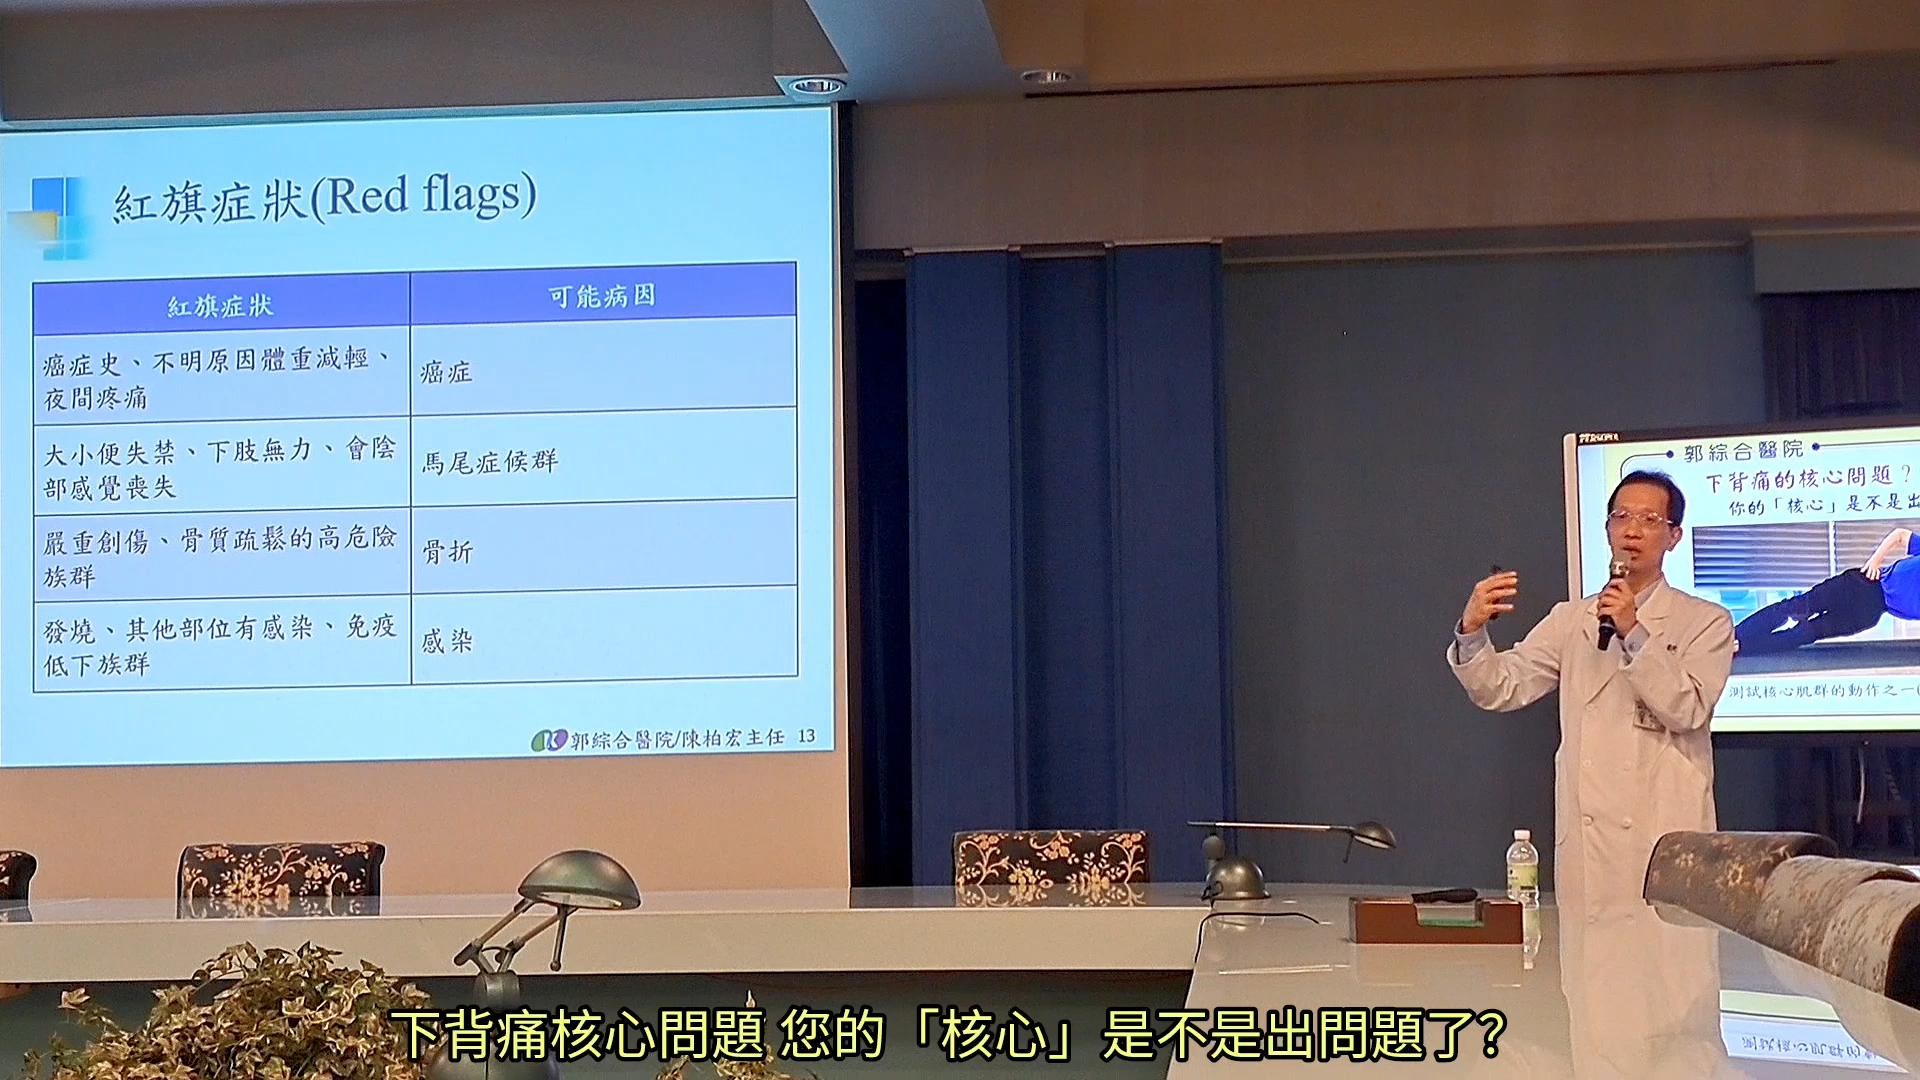 紅旗症狀(Red flags)
紅旗症狀
可能病因
癌症史、不明原因體重減輕、
夜間疼痛
癌症
大小便失禁、下肢無力、會陰
部感覺喪失
馬尾症候群
嚴重創傷、骨質疏鬆的高危險
族群
骨折
發燒、其他部位有感染、免疫
低下族群
感染
郭綜合醫院/陳柏宏主任 13
郭綜合醫院
下背痛的核心問題？
你的「核心」是不是出
測試核心肌群的動作之一(
下背痛核心問題 您的「核心」是不是出問題了?